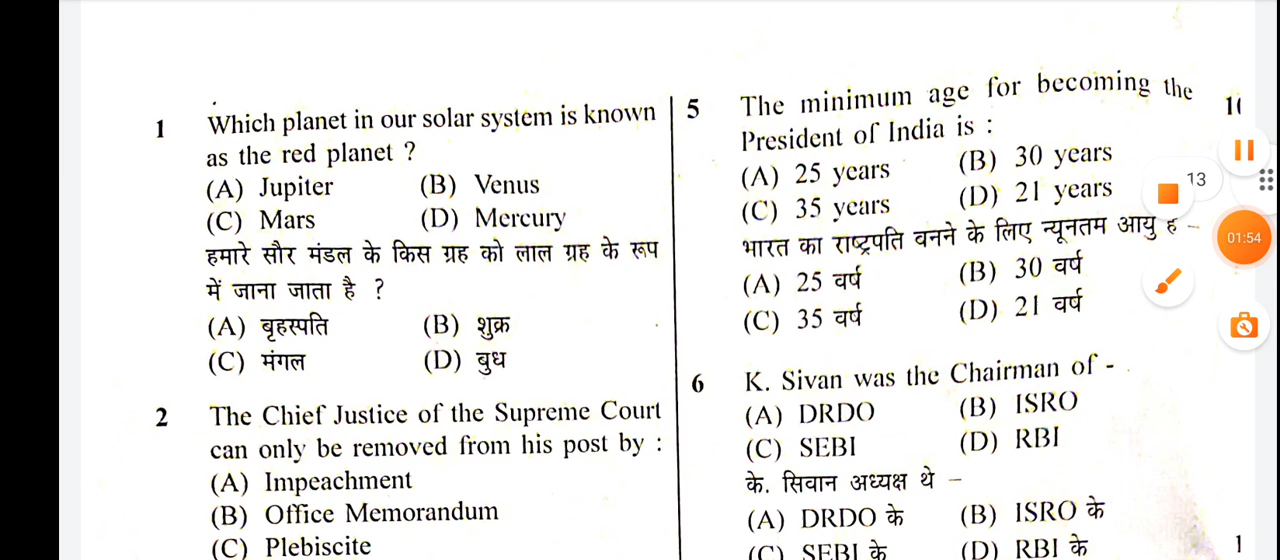 1 Which planet in our solar system is known
as the red planet ?
(A) Jupiter (B) Venus
(C) Mars (D) Mercury
हमारे सौर मंडल के किस ग्रह को लाल ग्रह के रूप
में जाना जाता है ?
(A) बृहस्पति (B) शुक्र
(C) मंगल (D) बुध
2 The Chief Justice of the Supreme Court
can only be removed from his post by :
(A) Impeachment
(B) Office Memorandum
(C) Plebiscite
5 The minimum age for becoming the
President of India is :
(A) 25 years (B) 30 years
(C) 35 years (D) 21 years
भारत का राष्ट्रपति बनने के लिए न्यूनतम आयु है –
(A) 25 वर्ष (B) 30 वर्ष
(C) 35 वर्ष (D) 21 वर्ष
6 K. Sivan was the Chairman of -
(A) DRDO (B) ISRO
(C) SEBI (D) RBI
के. सिवान अध्यक्ष थे –
(A) DRDO के (B) ISRO के
(C) SEBI के (D) RBI के
13
01:54